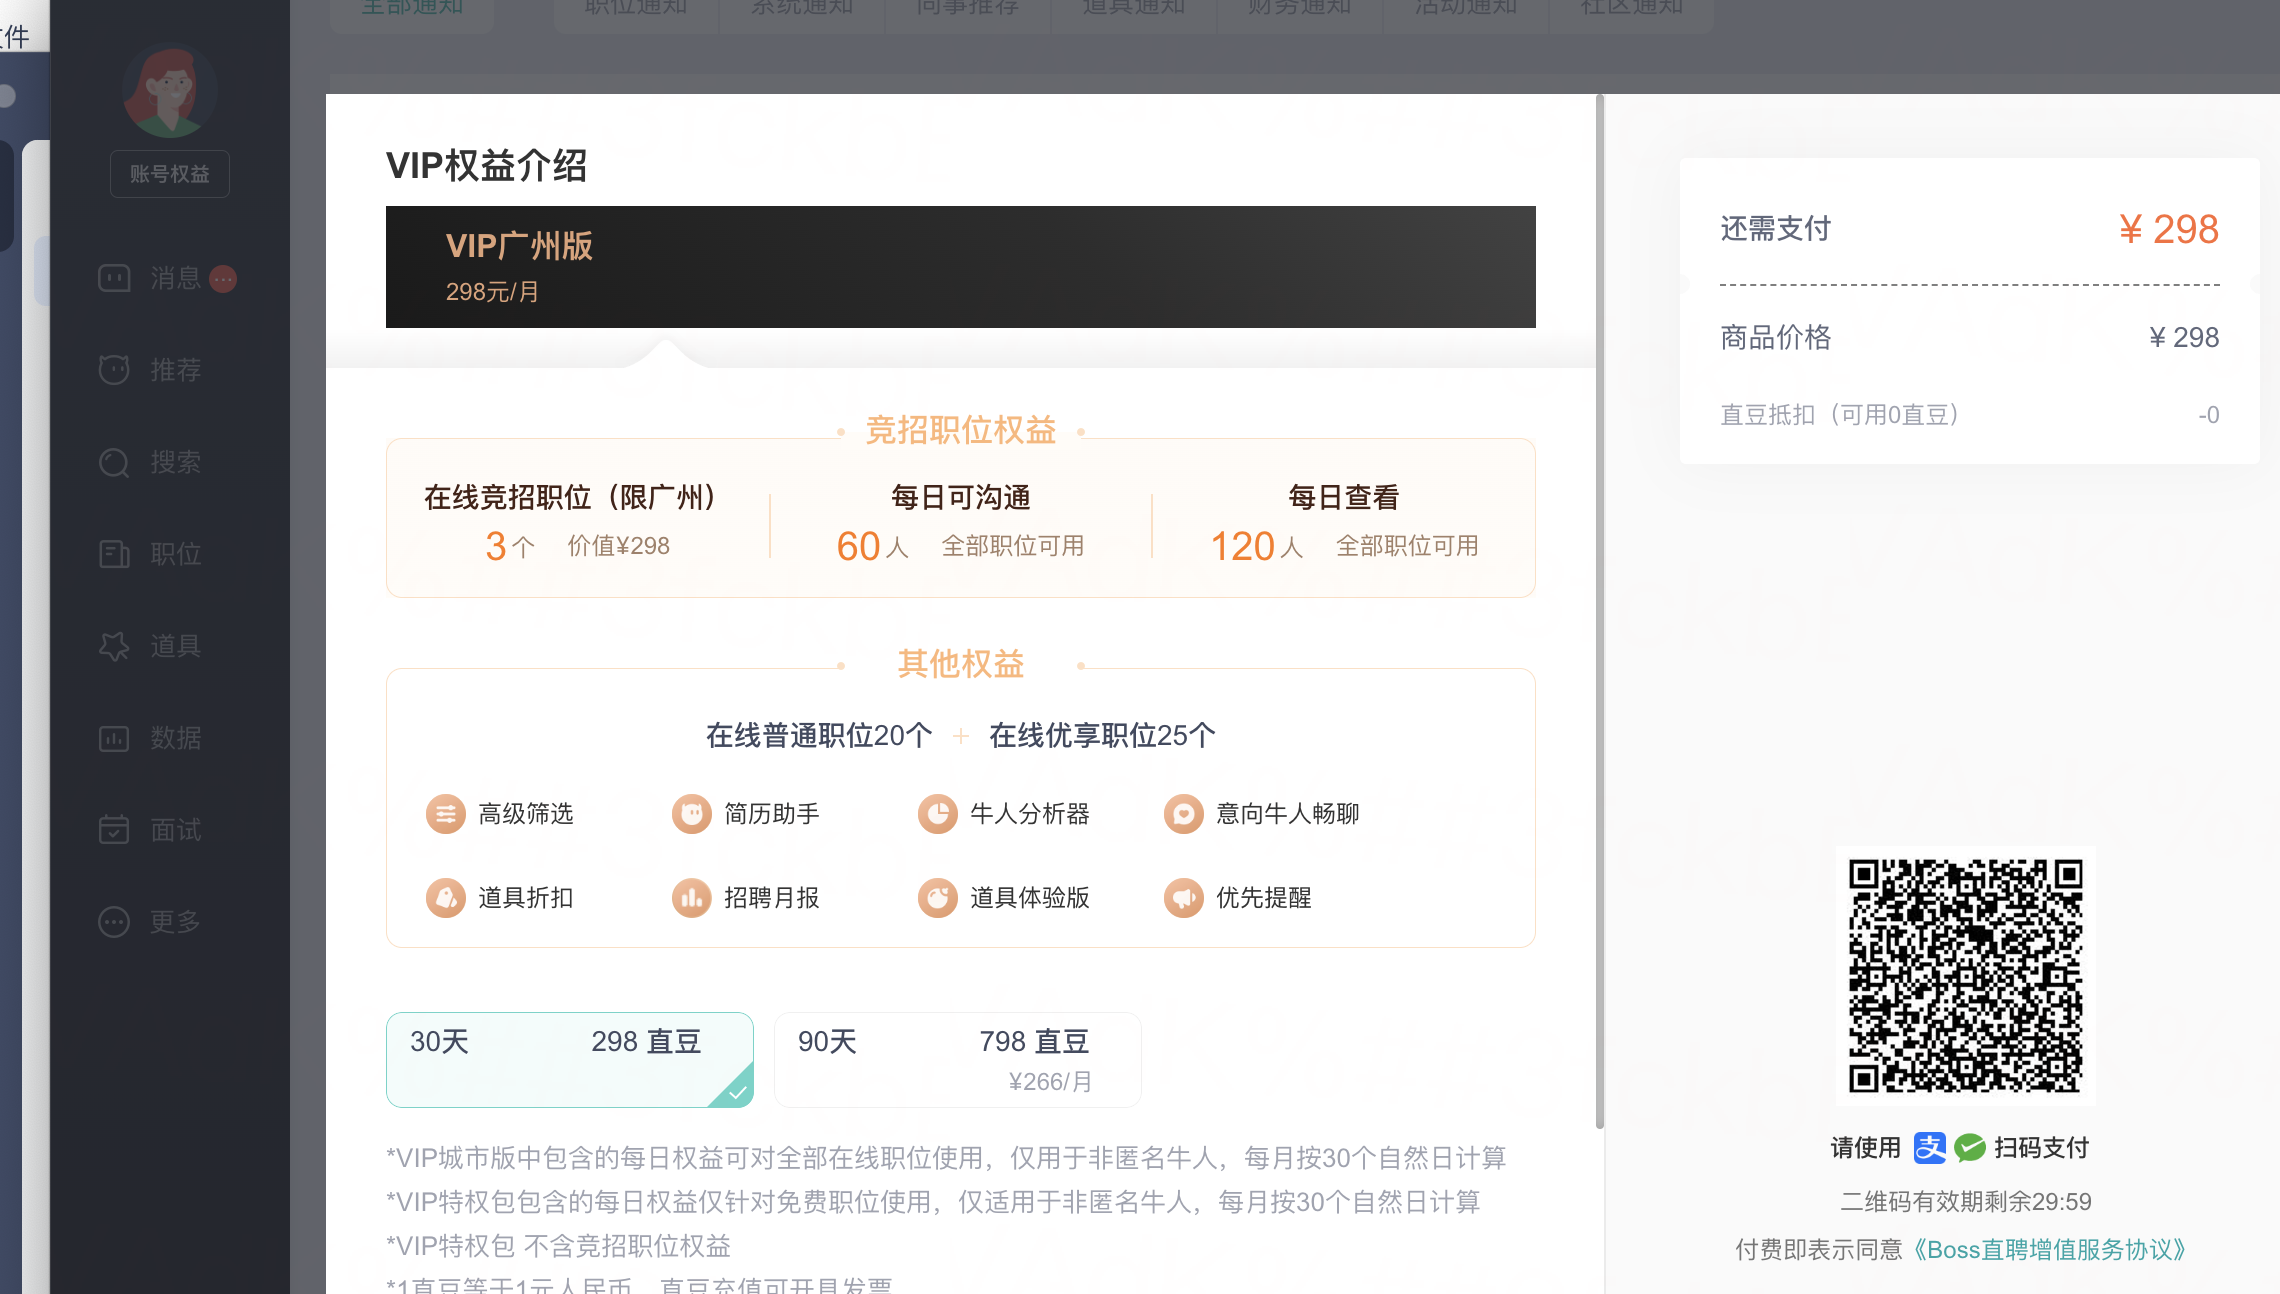 全部通知
职位通知
系统通知
同事推荐
道具通知
财务通知
活动通知
社区通知
件
账号权益
消息
推荐
搜索
职位
道具
数据
面试
更多
VIP权益介绍
VIP广州版
298元/月
竞招职位权益
在线竞招职位（限广州）
3个 价值¥298
每日可沟通
60人 全部职位可用
每日查看
120人 全部职位可用
其他权益
在线普通职位20个 + 在线优享职位25个
高级筛选
简历助手
牛人分析器
意向牛人畅聊
道具折扣
招聘月报
道具体验版
优先提醒
30天 298 直豆
90天 798 直豆
¥266/月
*VIP城市版中包含的每日权益可对全部在线职位使用，仅用于非匿名牛人，每月按30个自然日计算
*VIP特权包包含的每日权益仅针对免费职位使用，仅适用于非匿名牛人，每月按30个自然日计算
*VIP特权包 不含竞招职位权益
*1直豆等于1元人民币，直豆充值可开具发票
还需支付 ¥ 298
商品价格 ¥ 298
直豆抵扣（可用0直豆） -0
请使用 支 扫码支付
二维码有效期剩余29:59
付费即表示同意《Boss直聘增值服务协议》